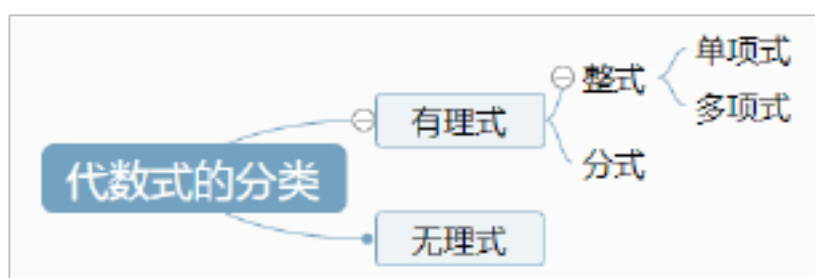 代数式的分类
有理式
整式
单项式
多项式
分式
无理式